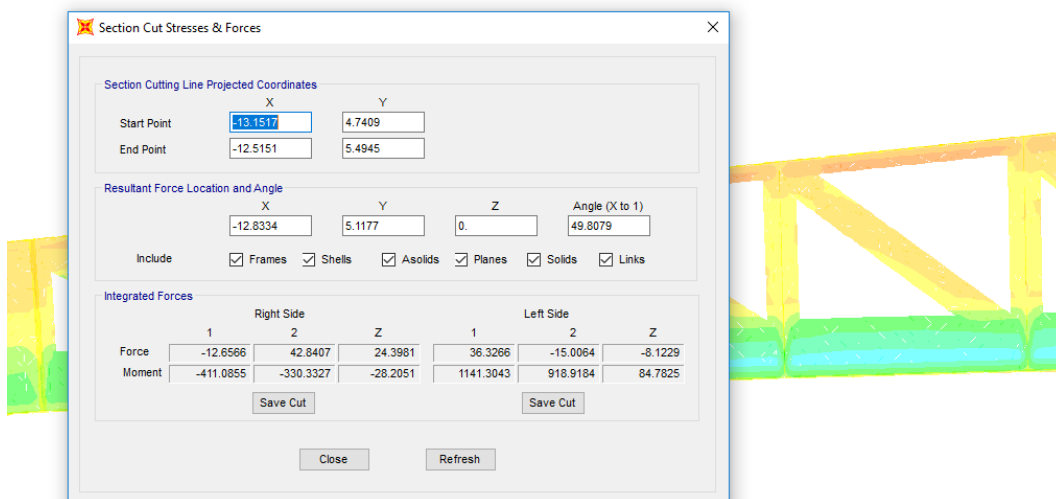 Section Cut Stresses & Forces
Section Cutting Line Projected Coordinates
X Y
Start Point -13.1517 4.7409
End Point -12.5151 5.4945
Resultant Force Location and Angle
X Y Z Angle (X to 1)
-12.8334 5.1177 0. 49.8079
Include Frames Shells Asolids Planes Solids Links
Integrated Forces
Right Side Left Side
1 2 Z 1 2 Z
Force -12.6566 42.8407 24.3981 36.3266 -15.0064 -8.1229
Moment -411.0855 -330.3327 -28.2051 1141.3043 918.9184 84.7825
Save Cut Save Cut
Close Refresh